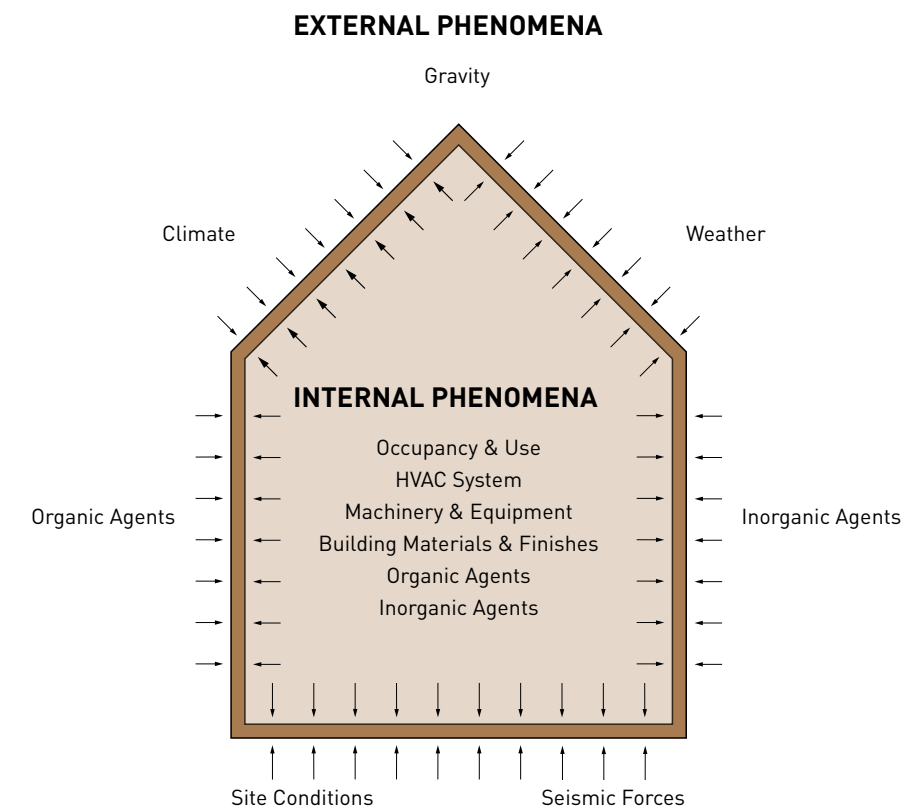 EXTERNAL PHENOMENA
Gravity
Climate
Weather
INTERNAL PHENOMENA
Occupancy & Use
HVAC System
Machinery & Equipment
Organic Agents
Inorganic Agents
Building Materials & Finishes
Organic Agents
Inorganic Agents
Site Conditions
Seismic Forces